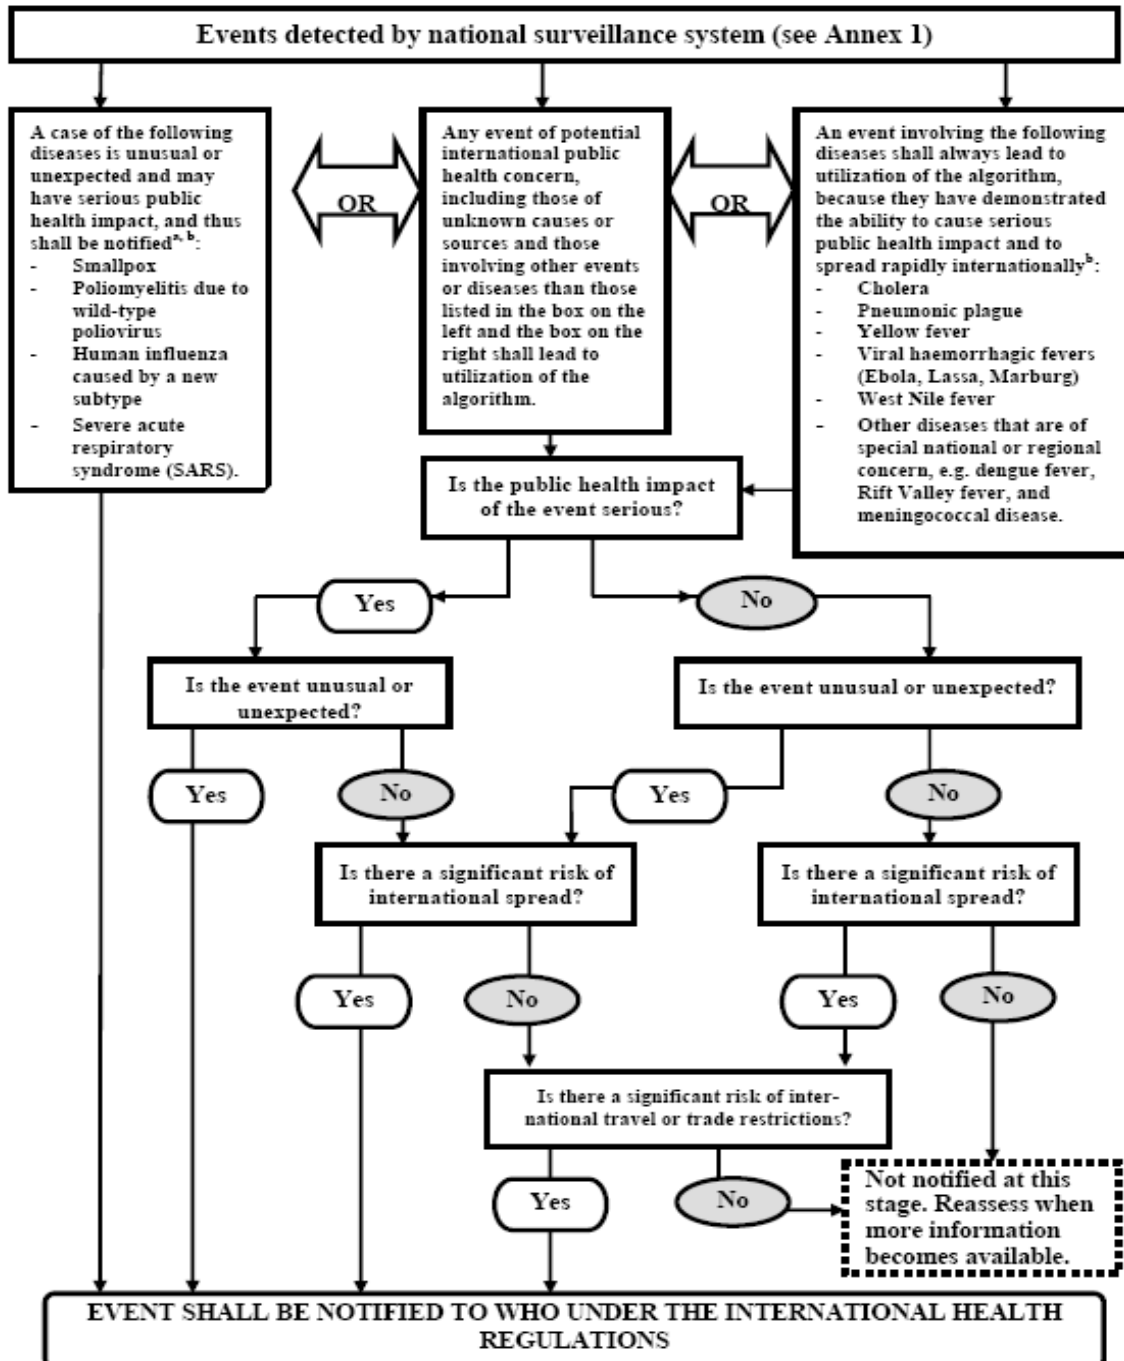 Events detected by national surveillance system (see Annex 1)
A case of the following
diseases is unusual or
unexpected and may
have serious public
health impact, and thus
shall be notifiedᵃ, ᵇ:
- Smallpox
- Poliomyelitis due to
wild-type
poliovirus
- Human influenza
caused by a new
subtype
- Severe acute
respiratory
syndrome (SARS).
OR
Any event of potential
international public
health concern,
including those of
unknown causes or
sources and those
involving other events
or diseases than those
listed in the box on the
left and the box on the
right shall lead to
utilization of the
algorithm.
OR
An event involving the following
diseases shall always lead to
utilization of the algorithm,
because they have demonstrated
the ability to cause serious
public health impact and to
spread rapidly internationallyᵇ:
- Cholera
- Pneumonic plague
- Yellow fever
- Viral haemorrhagic fevers
(Ebola, Lassa, Marburg)
- West Nile fever
- Other diseases that are of
special national or regional
concern, e.g. dengue fever,
Rift Valley fever, and
meningococcal disease.
Is the public health impact
of the event serious?
Yes
No
Is the event unusual or
unexpected?
Is the event unusual or unexpected?
Yes
No
Yes
No
Is there a significant risk of
international spread?
Is there a significant risk of
international spread?
Yes
No
Yes
No
Is there a significant risk of inter-
national travel or trade restrictions?
Yes
No
Not notified at this
stage. Reassess when
more information
becomes available.
EVENT SHALL BE NOTIFIED TO WHO UNDER THE INTERNATIONAL HEALTH
REGULATIONS